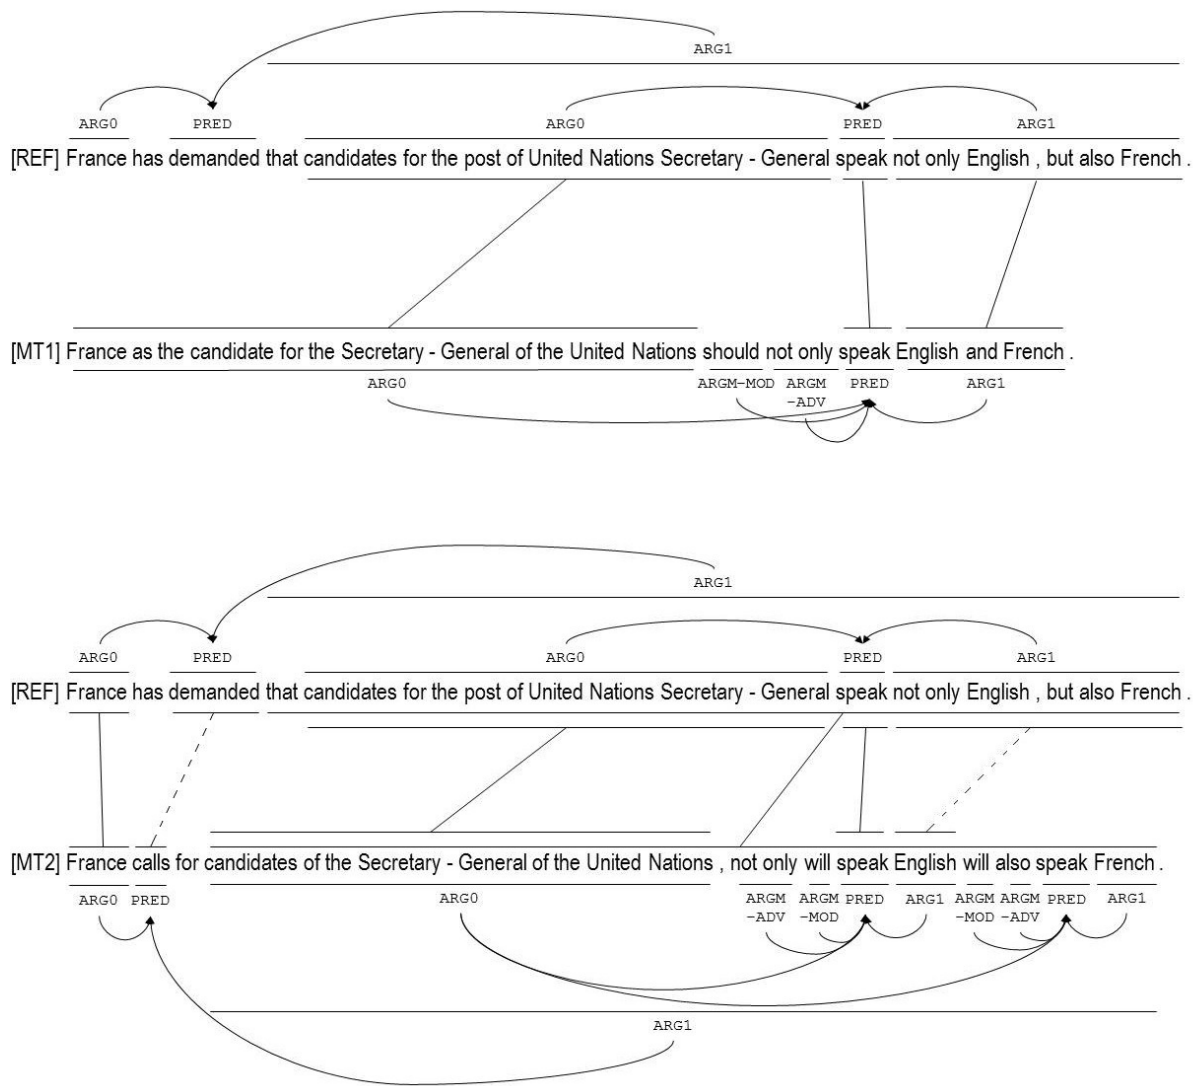 ARG1
ARG0 PRED ARG0 PRED ARG1
[REF] France has demanded that candidates for the post of United Nations Secretary - General speak not only English , but also French .
[MT1] France as the candidate for the Secretary - General of the United Nations should not only speak English and French .
ARG0 ARGM-MOD ARGM PRED ARG1
-ADV
ARG1
ARG0 PRED ARG0 PRED ARG1
[REF] France has demanded that candidates for the post of United Nations Secretary - General speak not only English , but also French .
[MT2] France calls for candidates of the Secretary - General of the United Nations , not only will speak English will also speak French .
ARG0 PRED ARG0 ARGM ARGM PRED ARG1 ARGM ARGM PRED ARG1
-ADV -MOD -MOD -ADV
ARG1